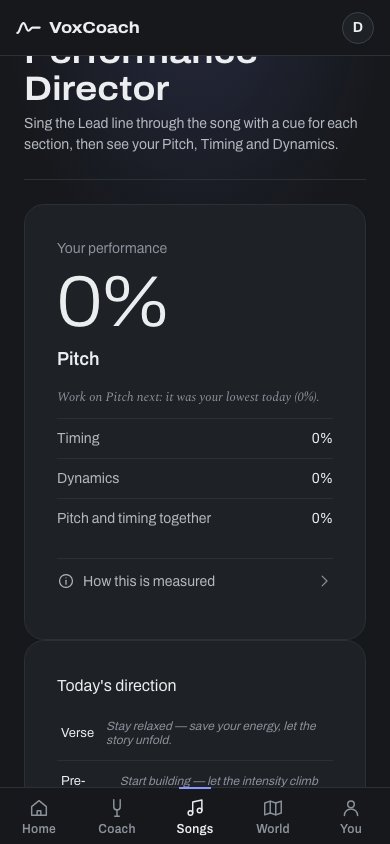 VoxCoach
D
Performance
Director
Sing the Lead line through the song with a cue for each
section, then see your Pitch, Timing and Dynamics.
Your performance
0%
Pitch
Work on Pitch next: it was your lowest today (0%).
Timing 0%
Dynamics 0%
Pitch and timing together 0%
How this is measured
Today's direction
Verse
Stay relaxed — save your energy, let the
story unfold.
Pre-
Start building — let the intensity climb
Home
Coach
Songs
World
You